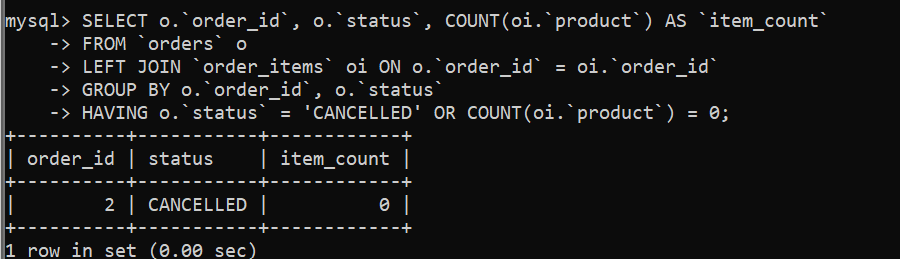 mysql> SELECT o.`order_id`, o.`status`, COUNT(oi.`product`) AS `item_count`
    -> FROM `orders` o
    -> LEFT JOIN `order_items` oi ON o.`order_id` = oi.`order_id`
    -> GROUP BY o.`order_id`, o.`status`
    -> HAVING o.`status` = 'CANCELLED' OR COUNT(oi.`product`) = 0;
+----------+-----------+------------+
| order_id | status    | item_count |
+----------+-----------+------------+
|        2 | CANCELLED |          0 |
+----------+-----------+------------+
1 row in set (0.00 sec)